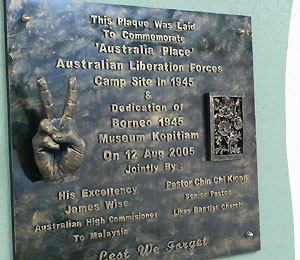 This Plaque Was Laid
To Commemorate
'Australia Place'
Australian Liberation Forces
Camp Site in 1945
&
Dedication of
Borneo 1945
Museum Kopitiam
On 12 Aug 2005
Jointly By :
His Excellency
James Wise
Australian High Commisioner
To Malaysia
Pastor Chin Chi Kiong
Senior Pastor
Likas Baptist Church
Lest We Forget